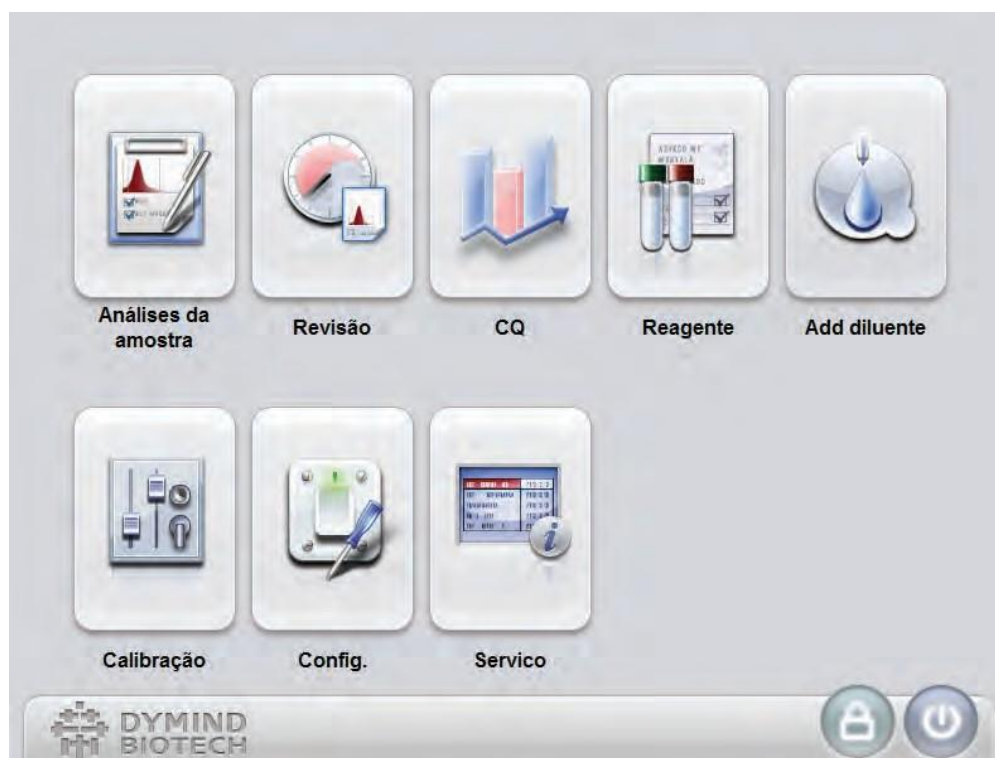 Análises da
amostra
Revisão
CQ
Reagente
Add diluente
Calibração
Config.
Servico
DYMIND
BIOTECH